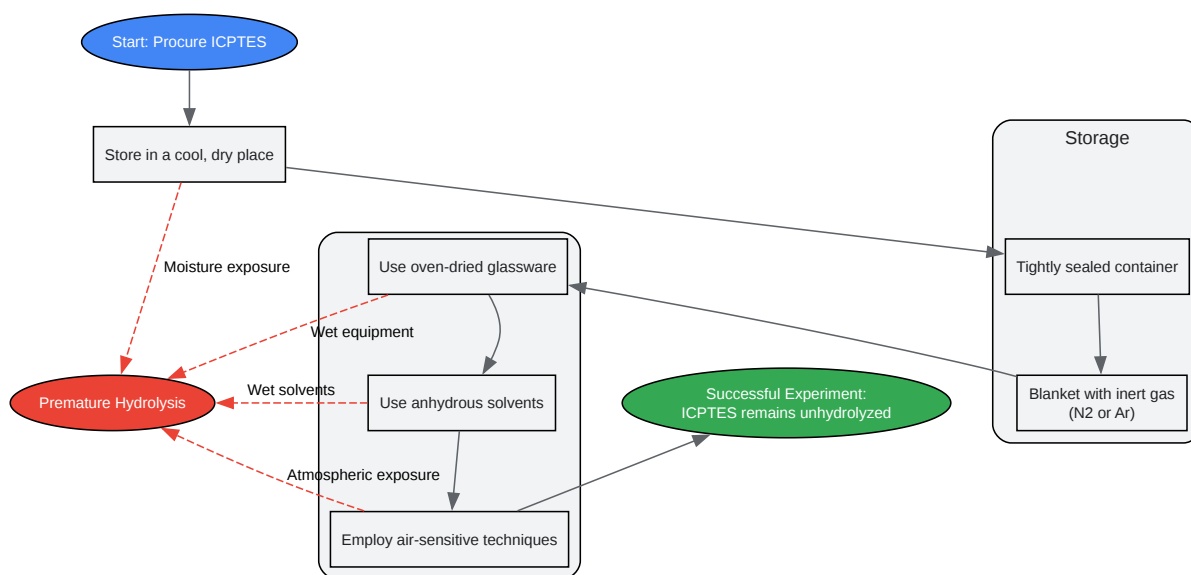 Start: Procure ICPTES
Store in a cool, dry place
Storage
Moisture exposure
Use oven-dried glassware
Tightly sealed container
Wet equipment
Wet solvents
Premature Hydrolysis
Use anhydrous solvents
Successful Experiment:
ICPTES remains unhydrolyzed
Blanket with inert gas
(N2 or Ar)
Atmospheric exposure
Employ air-sensitive techniques